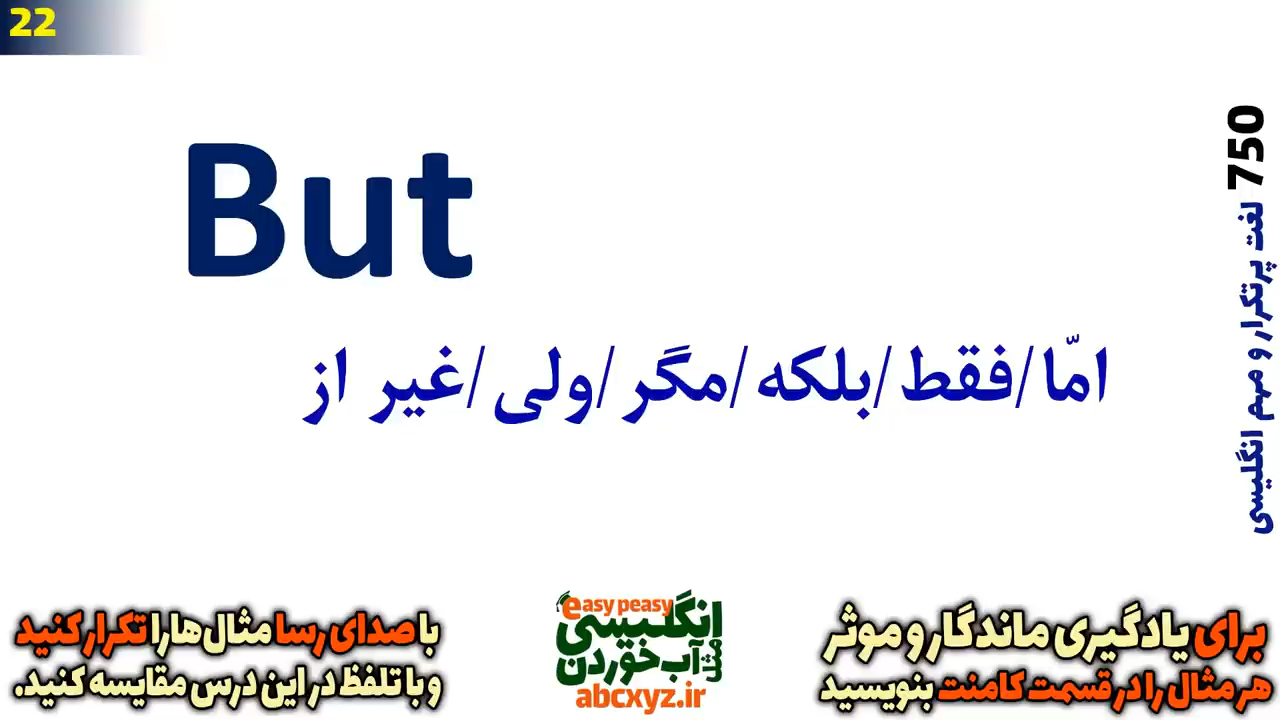 22
But
امّا/فقط/بلکه/مگر/ولی/غیر از
750 لغت پرتکرار و مهم انگلیسی
برای یادگیری ماندگار و موثر
هر مثال را در قسمت کامنت بنویسید
easy peasy
انگلیسی
مثل آب خوردن
abcxyz.ir
با صدای رسا مثال‌ها را تکرار کنید
و با تلفظ در این درس مقایسه کنید.